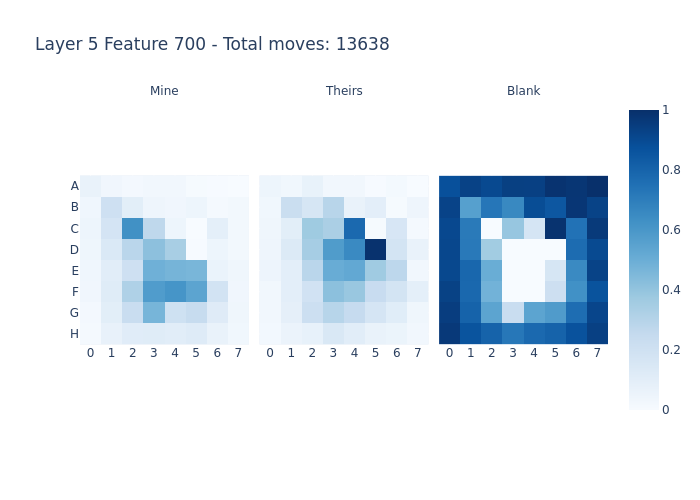 Layer 5 Feature 700 - Total moves: 13638
Mine Theirs Blank
1
0.8
0.6
0.4
0.2
0
A
B
C
D
E
F
G
H
0 1 2 3 4 5 6 7 0 1 2 3 4 5 6 7 0 1 2 3 4 5 6 7